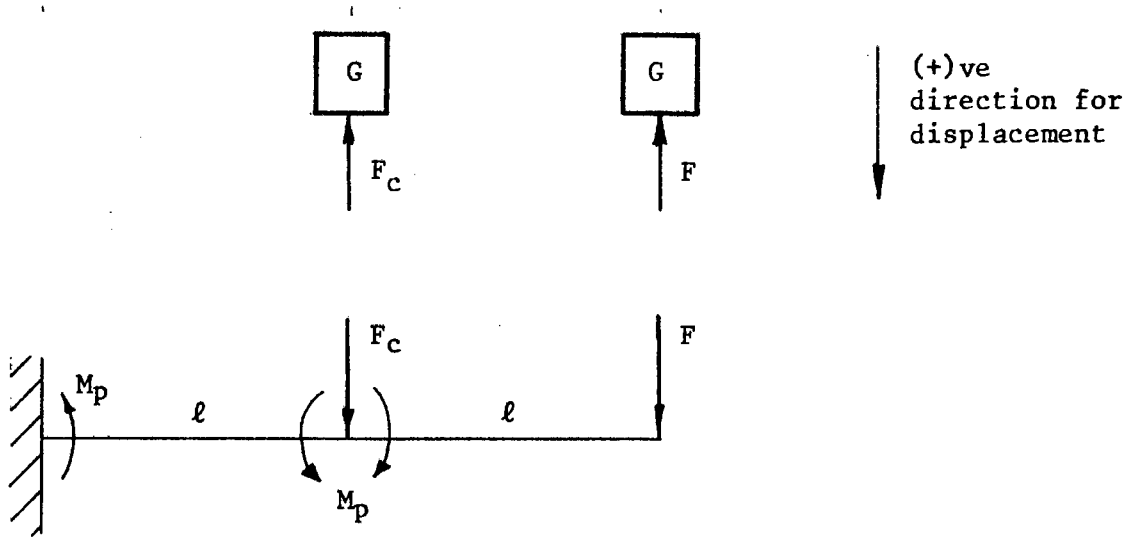 G
G
(+)ve
direction for
displacement
F_c
F
F_c
F
M_p
ℓ
ℓ
M_p